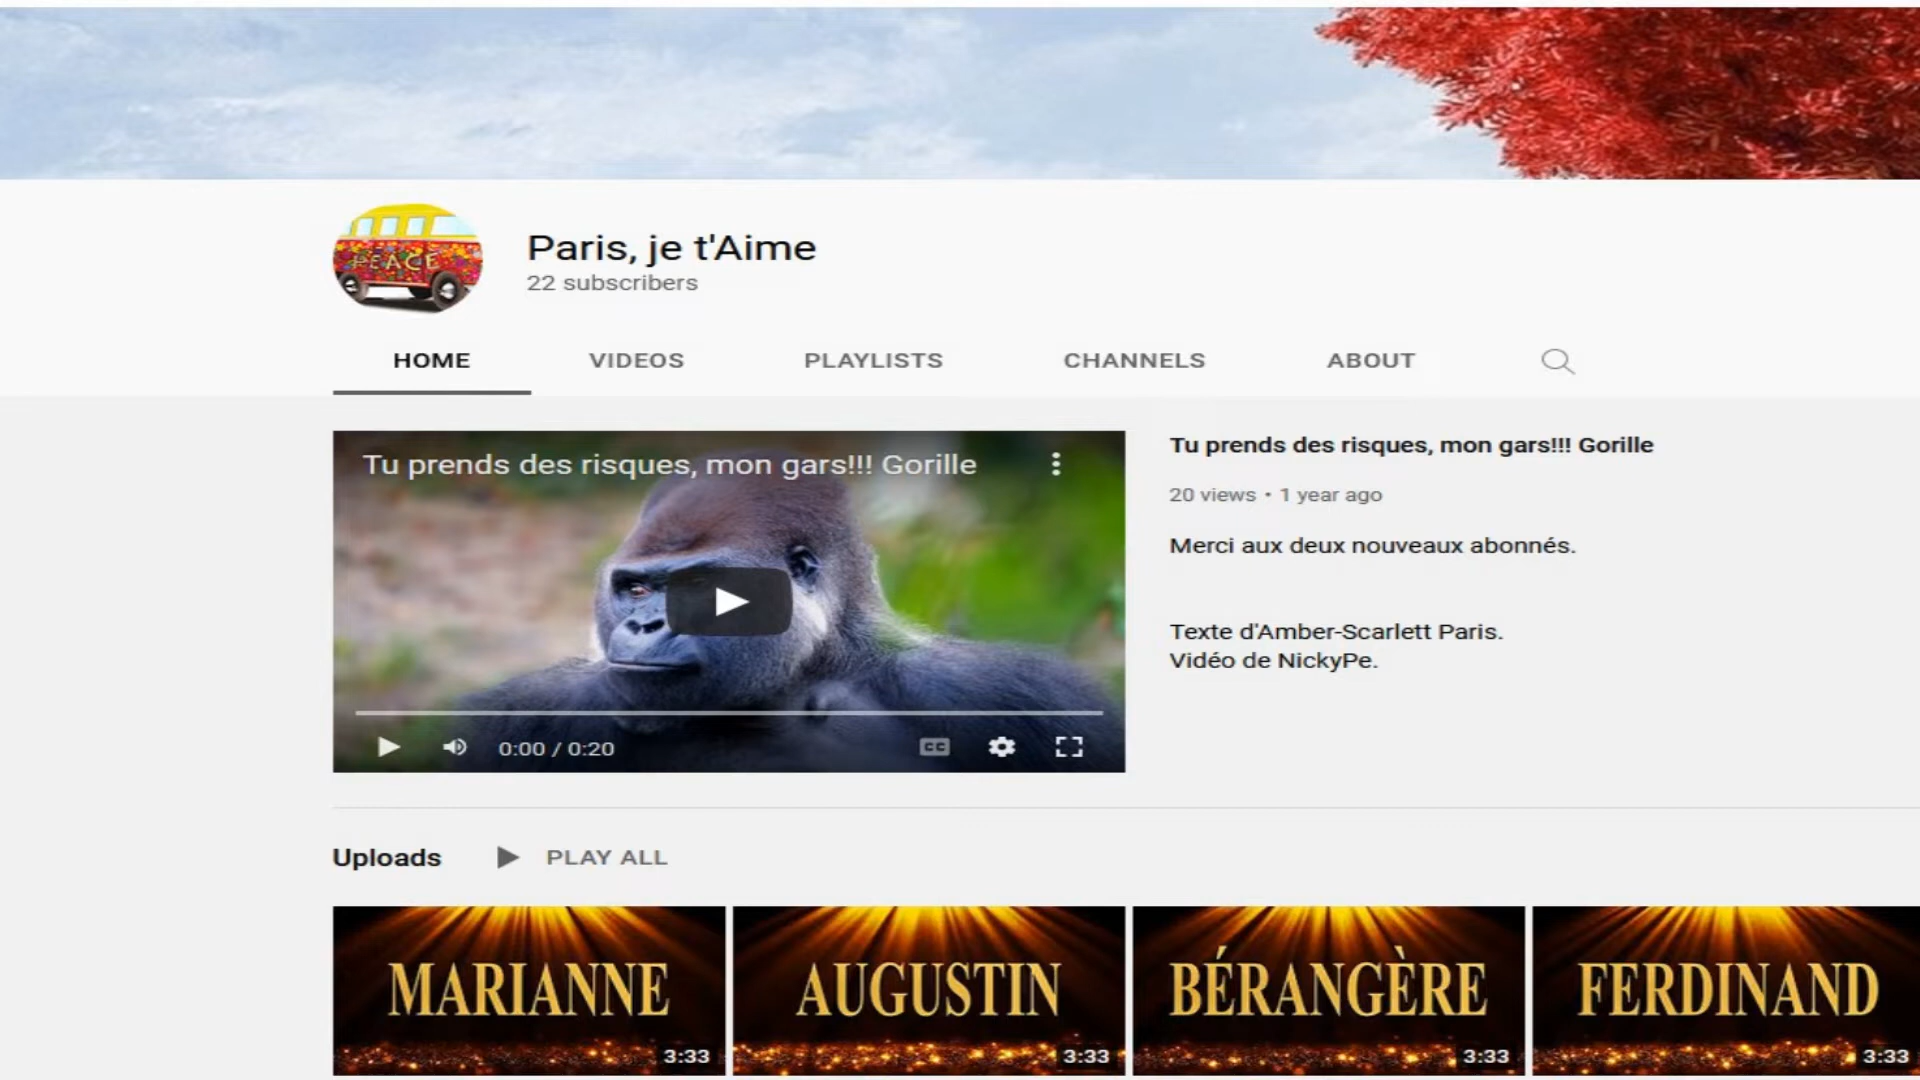 PEACE
Paris, je t'Aime
22 subscribers
HOME VIDEOS PLAYLISTS CHANNELS ABOUT
Tu prends des risques, mon gars!!! Gorille
0:00 / 0:20
CC
Tu prends des risques, mon gars!!! Gorille
20 views • 1 year ago
Merci aux deux nouveaux abonnés.
Texte d'Amber-Scarlett Paris.
Vidéo de NickyPe.
Uploads PLAY ALL
MARIANNE
3:33
AUGUSTIN
3:33
BÉRANGÈRE
3:33
FERDINAND
3:33